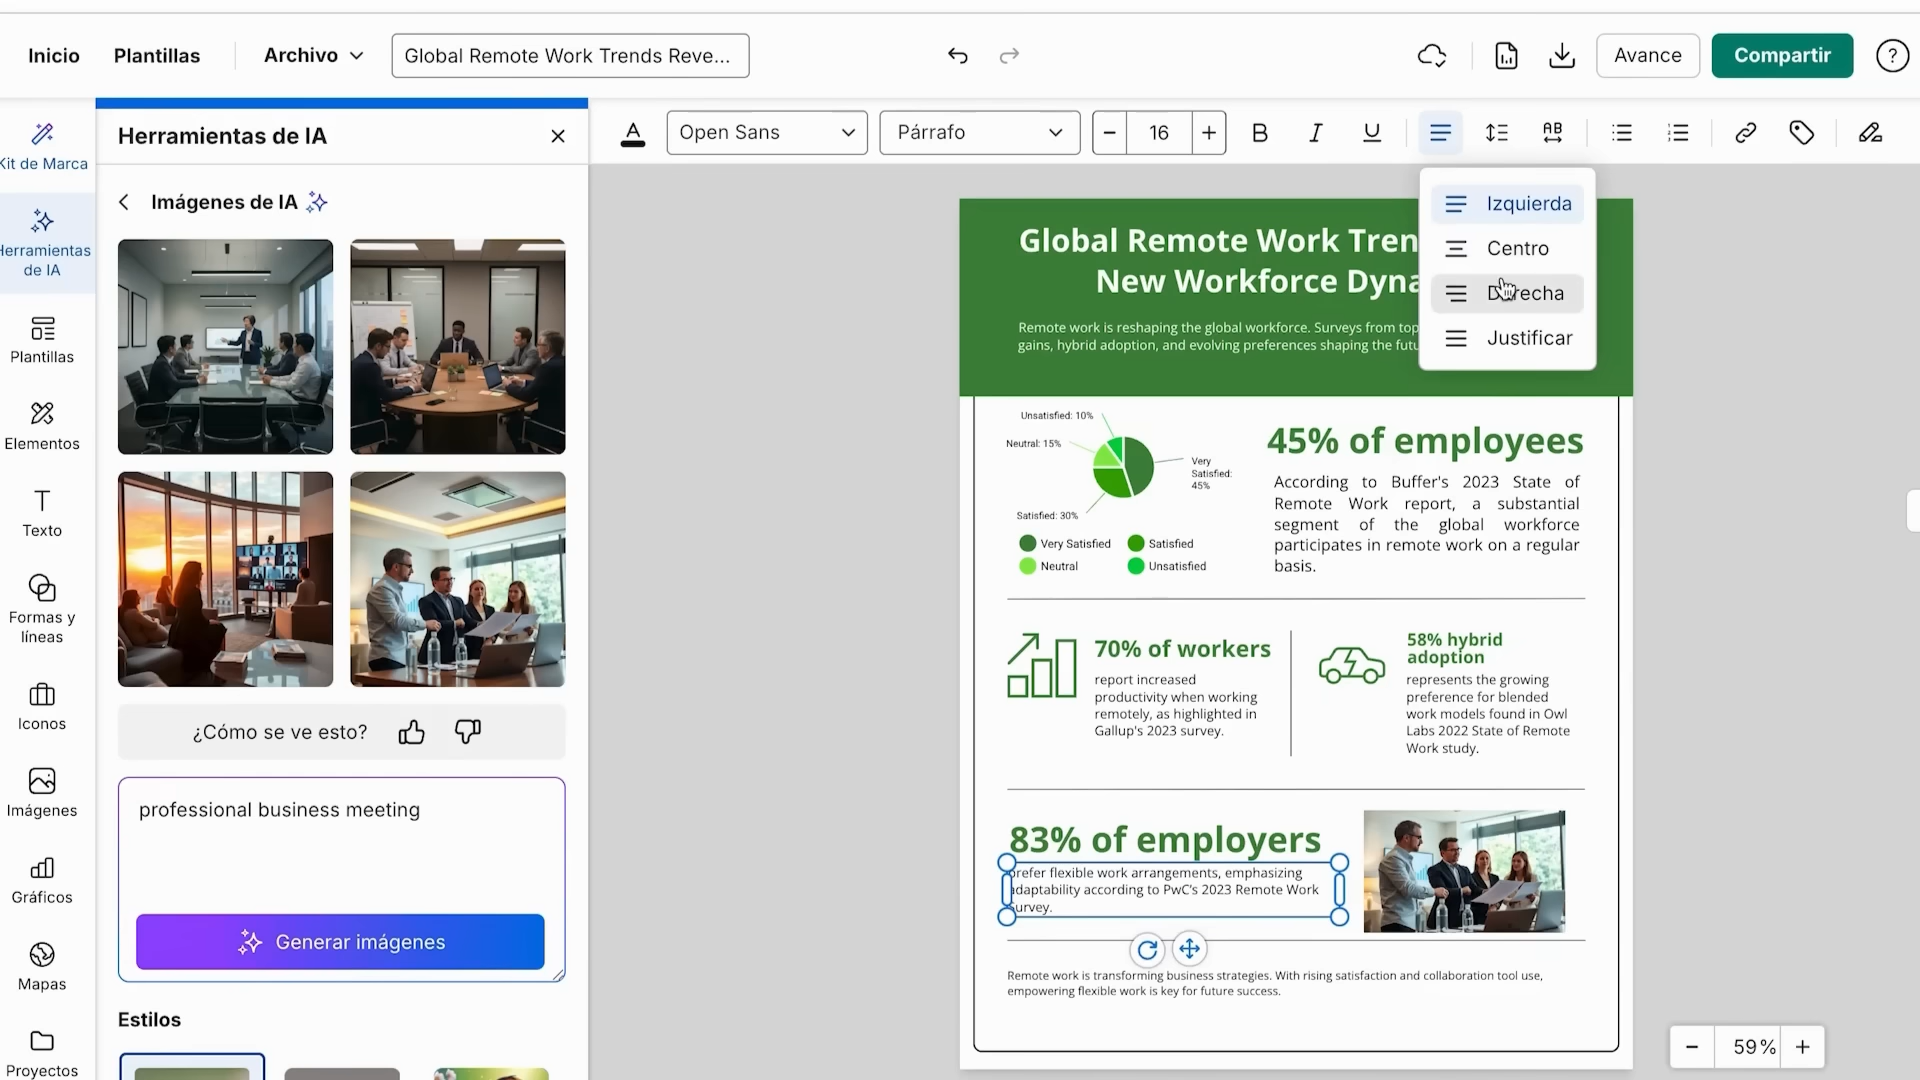 Inicio
Plantillas
Archivo
Global Remote Work Trends Reve...
Avance
Compartir
?
Kit de Marca
Herramientas
de IA
Plantillas
Elementos
Texto
Formas y
líneas
Iconos
Imágenes
Gráficos
Mapas
Proyectos
Herramientas de IA
Imágenes de IA
¿Cómo se ve esto?
professional business meeting
Generar imágenes
Estilos
A
Open Sans
Párrafo
16
B
I
U
AB
Izquierda
Centro
Derecha
Justificar
Global Remote Work Tren
New Workforce Dyna
Remote work is reshaping the global workforce. Surveys from top
gains, hybrid adoption, and evolving preferences shaping the futu
Unsatisfied: 10%
Neutral: 15%
Very
Satisfied:
45%
Satisfied: 30%
Very Satisfied
Satisfied
Neutral
Unsatisfied
45% of employees
According to Buffer's 2023 State of
Remote Work report, a substantial
segment of the global workforce
participates in remote work on a regular
basis.
70% of workers
report increased
productivity when working
remotely, as highlighted in
Gallup's 2023 survey.
58% hybrid
adoption
represents the growing
preference for blended
work models found in Owl
Labs 2022 State of Remote
Work study.
83% of employers
prefer flexible work arrangements, emphasizing
adaptability according to PwC's 2023 Remote Work
Survey.
Remote work is transforming business strategies. With rising satisfaction and collaboration tool use,
empowering flexible work is key for future success.
59%